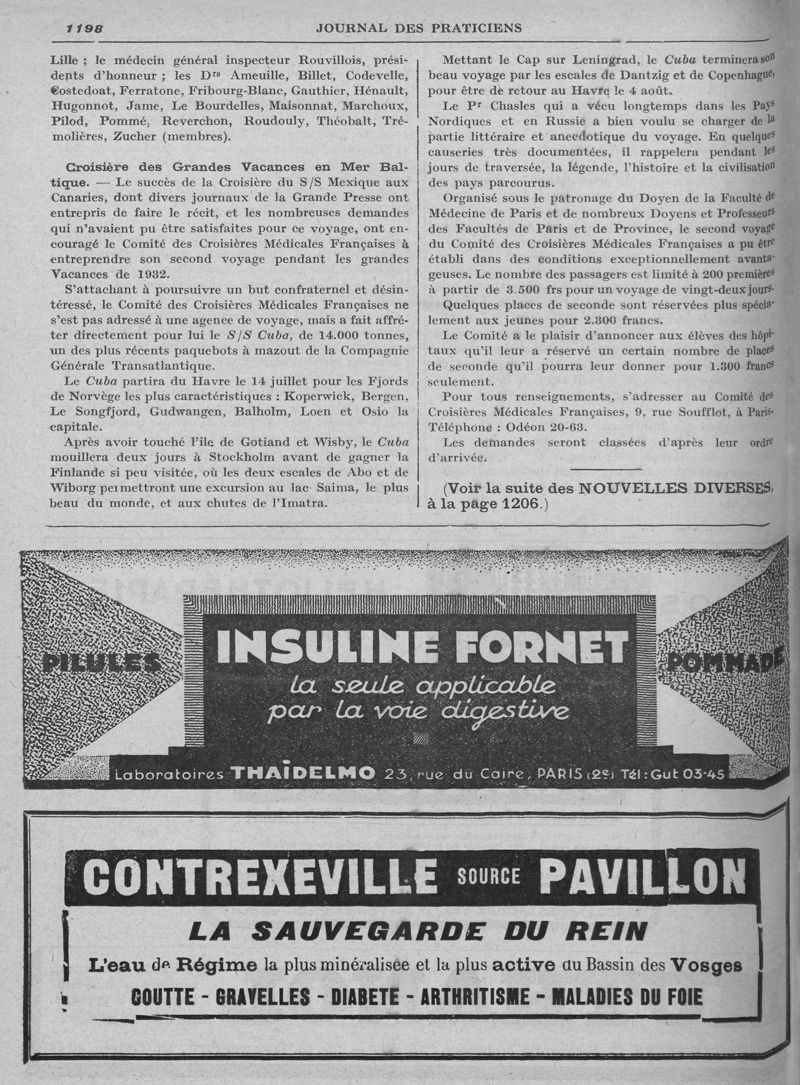 1198
JOURNAL DES PRATICIENS
Lille ; le médecin général inspecteur Rouvillois, prési-
dents d'honneur ; les Drs Ameuille, Billet, Codevelle,
Costedoat, Ferratone, Fribourg-Blanc, Gauthier, Hénault,
Hugonnot, Jame, Le Bourdelles, Maisonnat, Marchoux,
Pilod, Pommé, Reverchon, Roudouly, Théobalt, Tré-
molières, Zucher (membres).
Croisière des Grandes Vacances en Mer Bal-
tique. — Le succès de la Croisière du S/S Mexique aux
Canaries, dont divers journaux de la Grande Presse ont
entrepris de faire le récit, et les nombreuses demandes
qui n'avaient pu être satisfaites pour ce voyage, ont en-
couragé le Comité des Croisières Médicales Françaises à
entreprendre son second voyage pendant les grandes
Vacances de 1932.
S'attachant à poursuivre un but confraternel et désin-
téressé, le Comité des Croisières Médicales Françaises ne
s'est pas adressé à une agence de voyage, mais a fait affré-
ter directement pour lui le S/S Cuba, de 14.000 tonnes,
un des plus récents paquebots à mazout de la Compagnie
Générale Transatlantique.
Le Cuba partira du Havre le 14 juillet pour les Fjords
de Norvège les plus caractéristiques : Koperwick, Bergen,
Le Songfjord, Gudwangen, Balholm, Loen et Osio la
capitale.
Après avoir touché l'île de Gotiand et Wisby, le Cuba
mouillera deux jours à Stockholm avant de gagner la
Finlande si peu visitée, où les deux escales de Abo et de
Wiborg permettront une excursion au lac Saima, le plus
beau du monde, et aux chutes de l'Imatra.
Mettant le Cap sur Leningrad, le Cuba terminera son
beau voyage par les escales de Dantzig et de Copenhague,
pour être de retour au Havre le 4 août.
Le Pr Chasles qui a vécu longtemps dans les Pays
Nordiques et en Russie a bien voulu se charger de la
partie littéraire et anecdotique du voyage. En quelques
causeries très documentées, il rappelera pendant les
jours de traversée, la légende, l'histoire et la civilisation
des pays parcourus.
Organisé sous le patronage du Doyen de la Faculté de
Médecine de Paris et de nombreux Doyens et Professeurs
des Facultés de Paris et de Province, le second voyage
du Comité des Croisières Médicales Françaises a pu être
établi dans des conditions exceptionnellement avanta-
geuses. Le nombre des passagers est limité à 200 premières
à partir de 3.500 frs pour un voyage de vingt-deux jours.
Quelques places de seconde sont réservées plus spécia-
lement aux jeunes pour 2.800 francs.
Le Comité a le plaisir d'annoncer aux élèves des hôpi-
taux qu'il leur a réservé un certain nombre de places
de seconde qu'il pourra leur donner pour 1.800 francs
seulement.
Pour tous renseignements, s'adresser au Comité des
Croisières Médicales Françaises, 9, rue Soufflot, à Paris.
Téléphone : Odéon 20-63.
Les demandes seront classées d'après leur ordre
d'arrivée.
(Voir la suite des NOUVELLES DIVERSES,
à la page 1206.)
PILULES
INSULINE FORNET
la seule applicable
par la voie digestive
POMMADE
Laboratoires THAÏDELMO 23, rue du Caire, PARIS (2e) Tél : Gut 03-45
CONTREXEVILLE SOURCE PAVILLON
LA SAUVEGARDE DU REIN
L'eau de Régime la plus minéralisée et la plus active du Bassin des Vosges
GOUTTE - GRAVELLES - DIABETE - ARTHRITISME - MALADIES DU FOIE